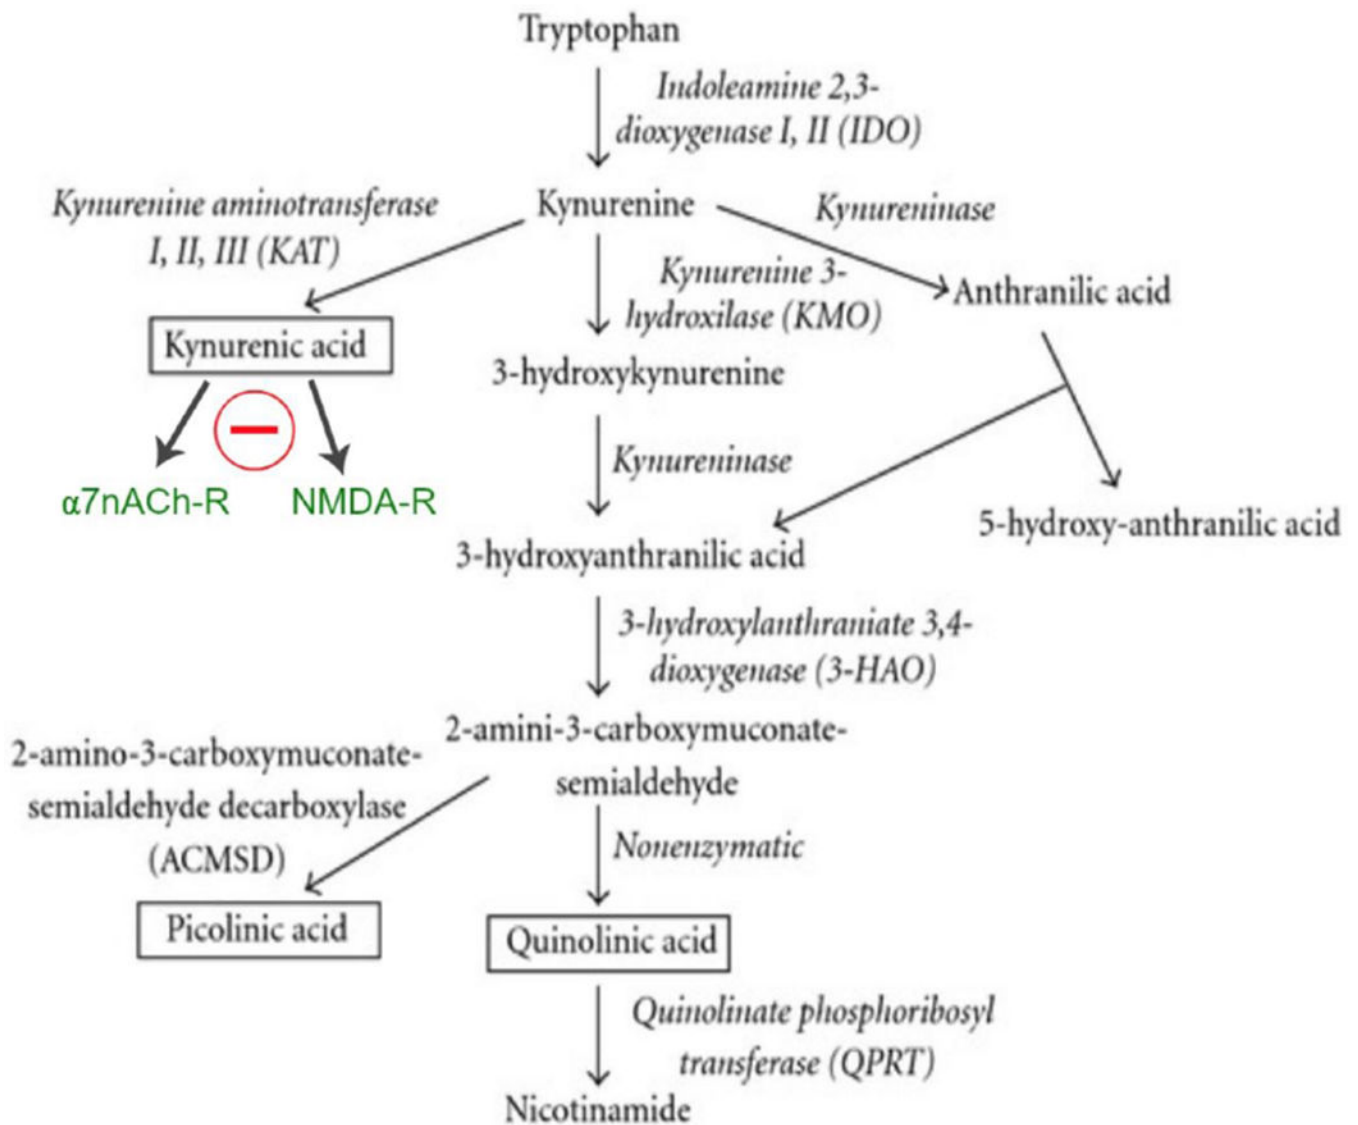 Tryptophan
Indoleamine 2,3-
dioxygenase I, II (IDO)
Kynurenine aminotransferase
I, II, III (KAT)
Kynurenine
Kynureninase
Kynurenine 3-
hydroxilase (KMO)
Anthranilic acid
Kynurenic acid
3-hydroxykynurenine
Kynureninase
α7nACh-R
NMDA-R
5-hydroxy-anthranilic acid
3-hydroxyanthranilic acid
3-hydroxylanthraniate 3,4-
dioxygenase (3-HAO)
2-amini-3-carboxymuconate-
semialdehyde
2-amino-3-carboxymuconate-
semialdehyde decarboxylase
(ACMSD)
Nonenzymatic
Picolinic acid
Quinolinic acid
Quinolinate phosphoribosyl
transferase (QPRT)
Nicotinamide